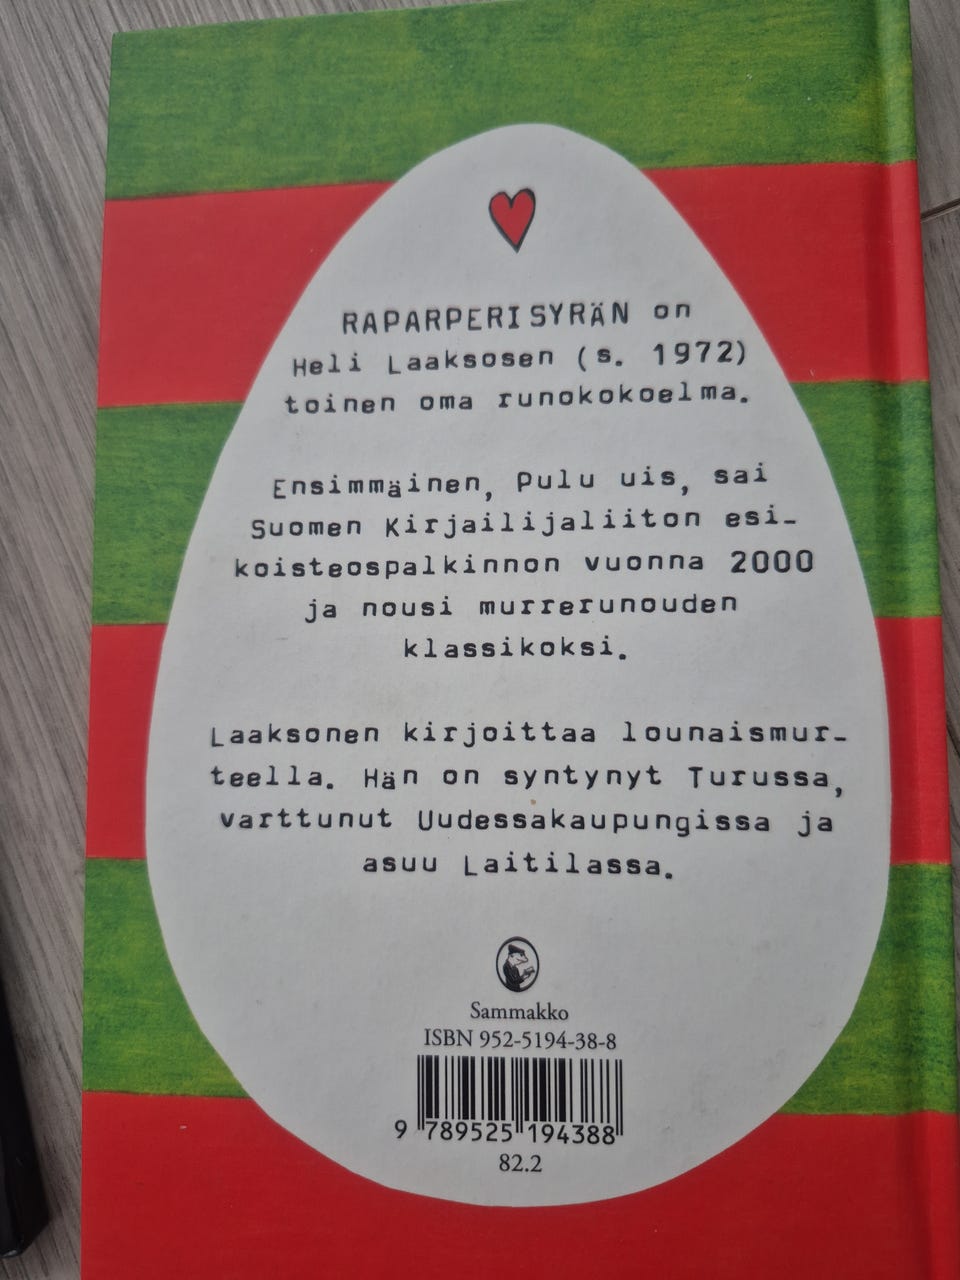 RAPARPERISYRÄN on
Heli Laaksosen (s. 1972)
toinen oma runokokoelma.
Ensimmäinen, Pulu uis, sai
Suomen Kirjailijaliiton esi-
koisteospalkinnon vuonna 2000
ja nousi murrerunouden
klassikoksi.
Laaksonen kirjoittaa lounaismur-
teella. Hän on syntynyt Turussa,
varttunut Uudessakaupungissa ja
asuu Laitilassa.
Sammakko
ISBN 952-5194-38-8
9 789525 194388
82.2